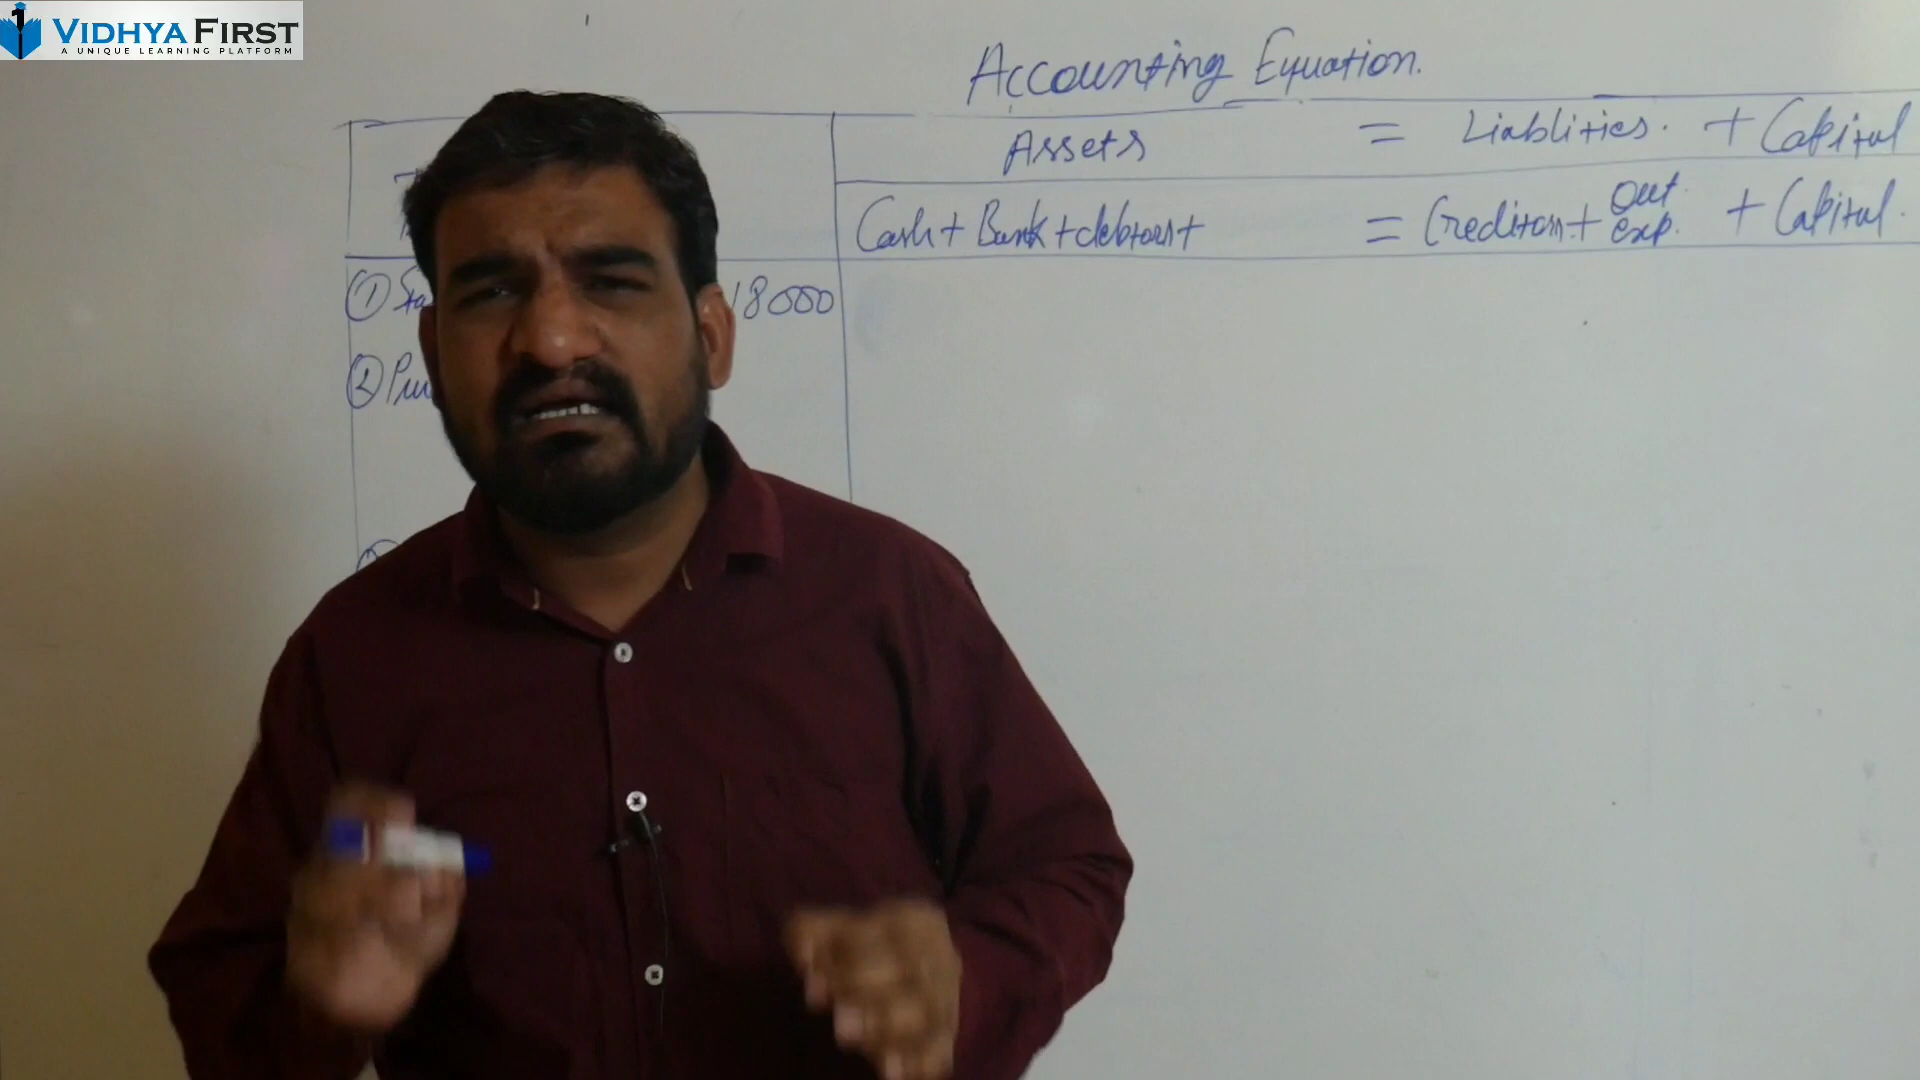 1
VIDHYA FIRST
A UNIQUE LEARNING PLATFORM
Accounting Equation.
Assets = Liablities. + Capital
Cash + Bank + debtors + = Creditors + Out. exp. + Capital.
① 18000
②